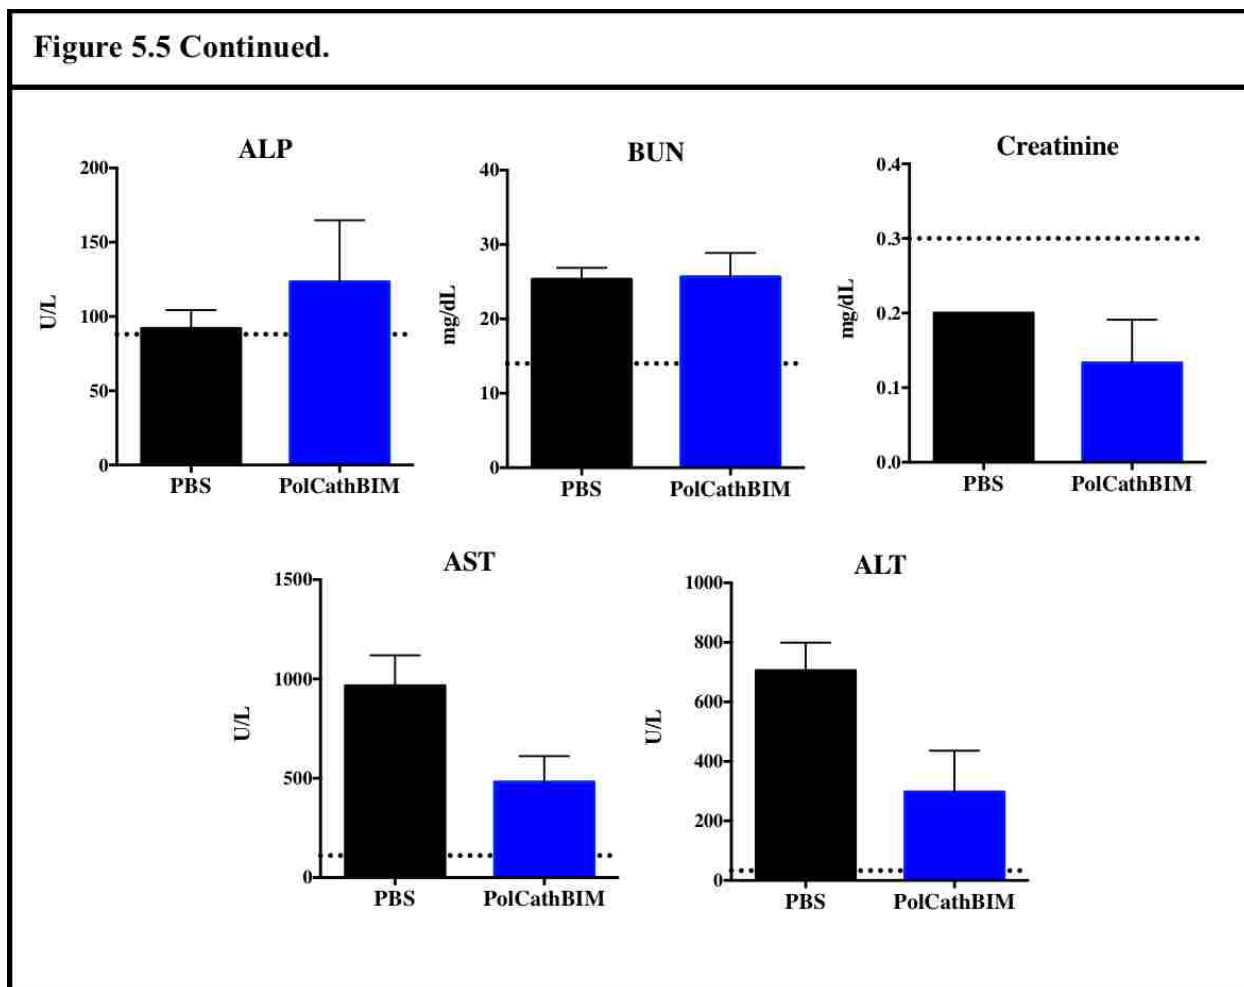 Figure 5.5 Continued.
ALP
200
150
100
50
0
U/L
PBS
PolCathBIM
BUN
40
30
20
10
0
mg/dL
PBS
PolCathBIM
Creatinine
0.4
0.3
0.2
0.1
0.0
mg/dL
PBS
PolCathBIM
AST
1500
1000
500
0
U/L
PBS
PolCathBIM
ALT
1000
800
600
400
200
0
U/L
PBS
PolCathBIM